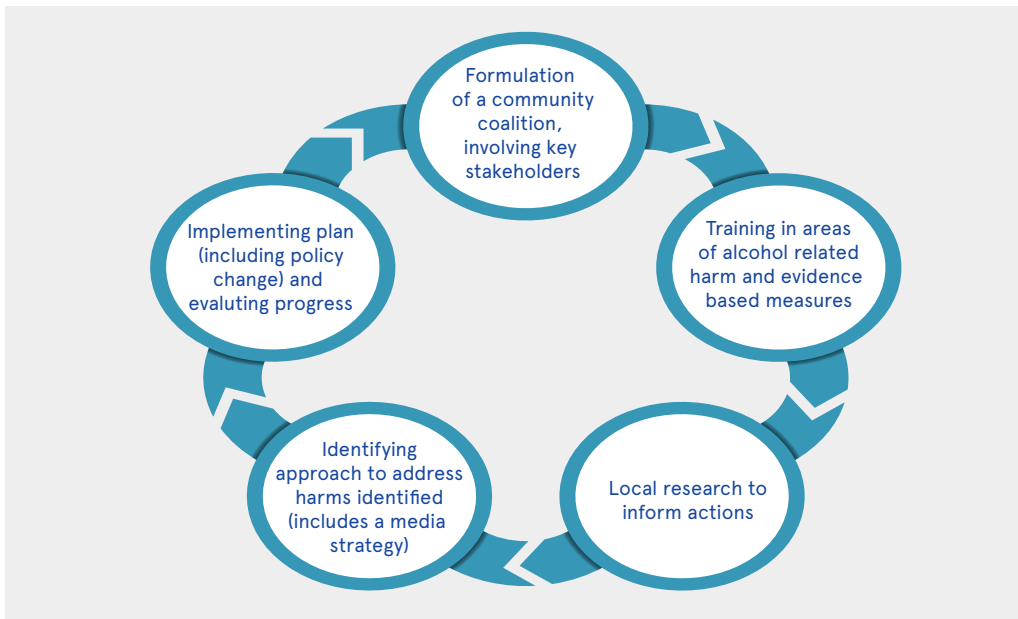 Formulation
of a community
coalition,
involving key
stakeholders
Training in areas
of alcohol related
harm and evidence
based measures
Local research to
inform actions
Identifying
approach to address
harms identified
(includes a media
strategy)
Implementing plan
(including policy
change) and
evaluting progress